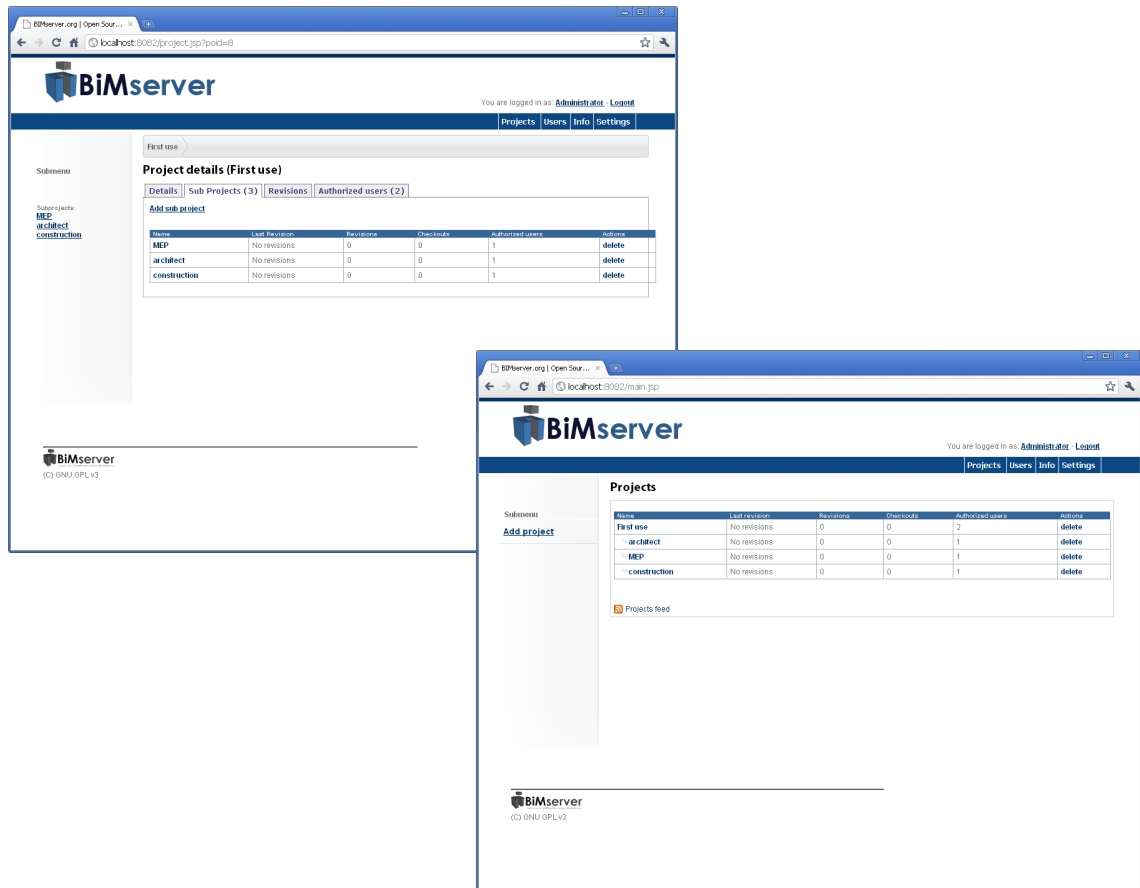 BIMserver.org | Open Sour...
localhost:8082/project.jsp?poid=8
BiMserver
You are logged in as: Administrator - Logout
Projects Users Info Settings
First use
Submenu
Project details (First use)
Details Sub Projects (3) Revisions Authorized users (2)
Subprojects:
MEP
architect
construction
Add sub project
Name Last Revision Revisions Checkouts Authorized users Actions
MEP No revisions 0 0 1 delete
architect No revisions 0 0 1 delete
construction No revisions 0 0 1 delete
BiMserver
(C) GNU GPL v3
BIMserver.org | Open Sour...
localhost:8082/main.jsp
BiMserver
You are logged in as: Administrator - Logout
Projects Users Info Settings
Projects
Submenu
Add project
Name Last revision Revisions Checkouts Authorized users Actions
First use No revisions 0 0 2 delete
architect No revisions 0 0 1 delete
MEP No revisions 0 0 1 delete
construction No revisions 0 0 1 delete
Projects feed
BiMserver
(C) GNU GPL v3